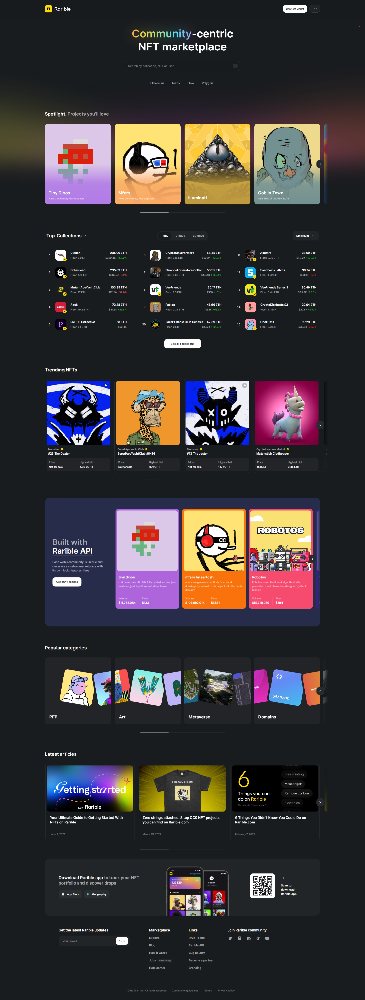 Rarible
Connect wallet
Community-centric
NFT marketplace
Search by collection, NFT or user
F
Ethereum
Tezos
Flow
Polygon
Spotlight. Projects you'll love
Tiny Dinos
New Community Marketplace
Mfers
New Community Marketplace
Illuminati
Goblin Town
GEE EMMM DEDJEN RUTS
Top Collections
1 day
7 days
30 days
Ethereum
1
CloneX
295.06 ETH
Floor: 9.9 ETH
$329.4K +152.9%
2
Otherdeed
235.83 ETH
Floor: 1.79 ETH
$263.4K -7.2%
3
MutantApeYachtClub
103.35 ETH
Floor: 17 ETH
$111.9K -39.8%
4
AZUKI
Azuki
72.88 ETH
Floor: 10.2 ETH
$81.6K +25.8%
5
P
PROOF Collective
58 ETH
Floor: 64 ETH
$62.4K
6
CryptoNinjaPartners
56.45 ETH
Floor: 0.16 ETH
$62.2K +130.9%
7
Shrapnel Operators Collec...
50.55 ETH
Floor: 0.05 ETH
$55.4K +359.4%
8
VF
VeeFriends
50.17 ETH
Floor: 8.3 ETH
$55K +101%
9
Pablos
46.66 ETH
Floor: 0.22 ETH
$52K +93.6%
10
Joker Charlie Club Genesis
42.39 ETH
Floor: 2 ETH
$47.2K +292.8%
11
Akutars
38.69 ETH
Floor: 0.85 ETH
$43.2K +879.5%
12
S
Sandbox's LANDs
30.74 ETH
Floor: 1.52 ETH
$33.8K -6.9%
13
VF
VeeFriends Series 2
30.49 ETH
Floor: 0.44 ETH
$33.5K +23.6%
14
CryptoDickbutts S3
29.64 ETH
Floor: 1.1 ETH
$32.8K +652%
15
Cool Cats
27.29 ETH
Floor: 3.9 ETH
$30.6K -35.9%
See all collections
Trending NFTs
Monsters
#23 The Dexter
Price
Highest bid
Not for sale
4.62 wETH
Bored Ape Yacht Club
BoredApeYachtClub #6416
Price
Highest bid
Not for sale
15 wETH
Monsters
#13 The Jester
Price
Highest bid
Not for sale
1.5 wETH
Crypto Unicorns Market
Matchstick Clodhopper
Price
Highest bid
0.35 ETH
0.45 ETH
Built with
Rarible API
Each web3 community is unique and
deserves a custom marketplace with
its own look, features, fees
Get early access
tiny dinos
cc0 omnichain nft | 10k fully minted for free | no
roadmap, just tiny dinos and vibes #rawr
Volume
Floor
$11,782,084
$133
mfers by sartoshi
mfers are generated entirely from hand
drawings by sartoshi. this project is in the public
domain;
Volume
Floor
$109,092,014
$1,851
ROBOTOS
Robotos
Robotos is a collection of algorithmically
generated droid characters designed by Pablo
Stanley
Volume
Floor
$57,710,080
$294
Popular categories
PFP
Art
Metaverse
.eth
yaka.eth
met
Domains
Latest articles
Getting started
on Rarible
Your Ultimate Guide to Getting Started With
NFTs on Rarible
June 9, 2022
8 top CC0 projects
Zero strings attached: 8 top CC0 NFT projects
you can find on Rarible.com
March 23, 2022
6
Things you can
do on Rarible
That you didn't know about *
Free minting
Messenger
Remove carbon
Floor bids
6 Things You Didn't Know You Could Do on
Rarible.com
February 7, 2022
Download Rarible app to track your NFT
portfolio and discover drops
App Store
Google play
7.12 ETH
Showcase
CloneX
Scan to
download
Rarible app
Get the latest Rarible updates
Your email
I'm in
Marketplace
Explore
Blog
How it works
Jobs
We're hiring!
Help center
Links
RARI Token
Rarible API
Bug bounty
Become a partner
Branding
Join Rarible community
© Rarible, Inc. All rights reserved.
Community guidelines
Terms
Privacy policy